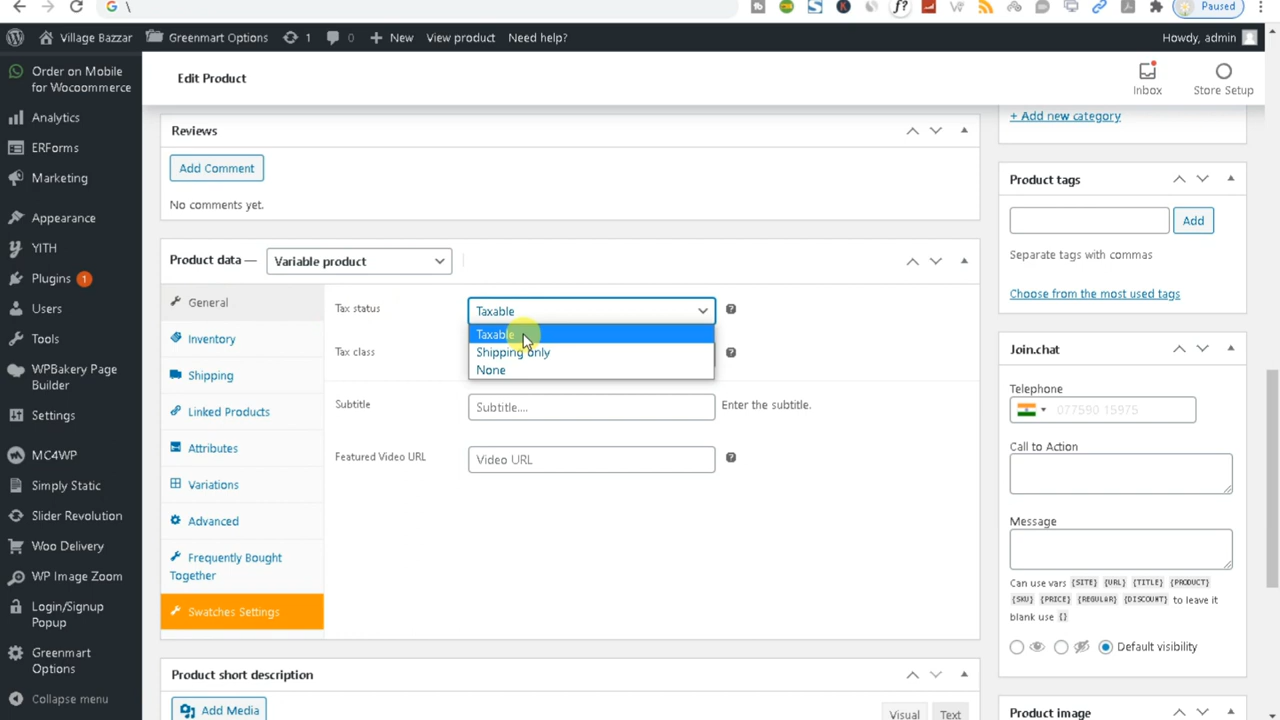 \
Paused
Village Bazzar
Greenmart Options
1
0
New
View product
Need help?
Howdy, admin
Order on Mobile
for Wocoommerce
Analytics
ERForms
Marketing
Appearance
YITH
Plugins 1
Users
Tools
WPBakery Page
Builder
Settings
MC4WP
Simply Static
Slider Revolution
Woo Delivery
WP Image Zoom
Login/Signup
Popup
Greenmart
Options
Collapse menu
Edit Product
Inbox
Store Setup
Reviews
Add Comment
No comments yet.
Product data —
Variable product
General
Inventory
Shipping
Linked Products
Attributes
Variations
Advanced
Frequently Bought
Together
Swatches Settings
Tax status
Taxable
Taxable
Shipping only
None
Tax class
Subtitle
Subtitle....
Enter the subtitle.
Featured Video URL
Video URL
Product short description
Add Media
Visual
Text
+ Add new category
Product tags
Add
Separate tags with commas
Choose from the most used tags
Join.chat
Telephone
077590 15975
Call to Action
Message
Can use vars {SITE} {URL} {TITLE} {PRODUCT}
{SKU} {PRICE} {REGULAR} {DISCOUNT} to leave it
blank use {}
Default visibility
Product image